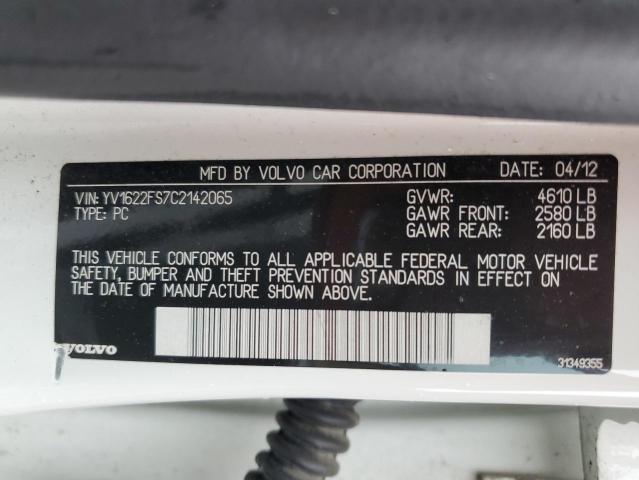 MFD BY VOLVO CAR CORPORATION DATE: 04/12
VIN: YV1622FS7C2142065 GVWR: 4610 LB
TYPE: PC GAWR FRONT: 2580 LB
GAWR REAR: 2160 LB
THIS VEHICLE CONFORMS TO ALL APPLICABLE FEDERAL MOTOR VEHICLE
SAFETY, BUMPER AND THEFT PREVENTION STANDARDS IN EFFECT ON
THE DATE OF MANUFACTURE SHOWN ABOVE.
VOLVO 31349355